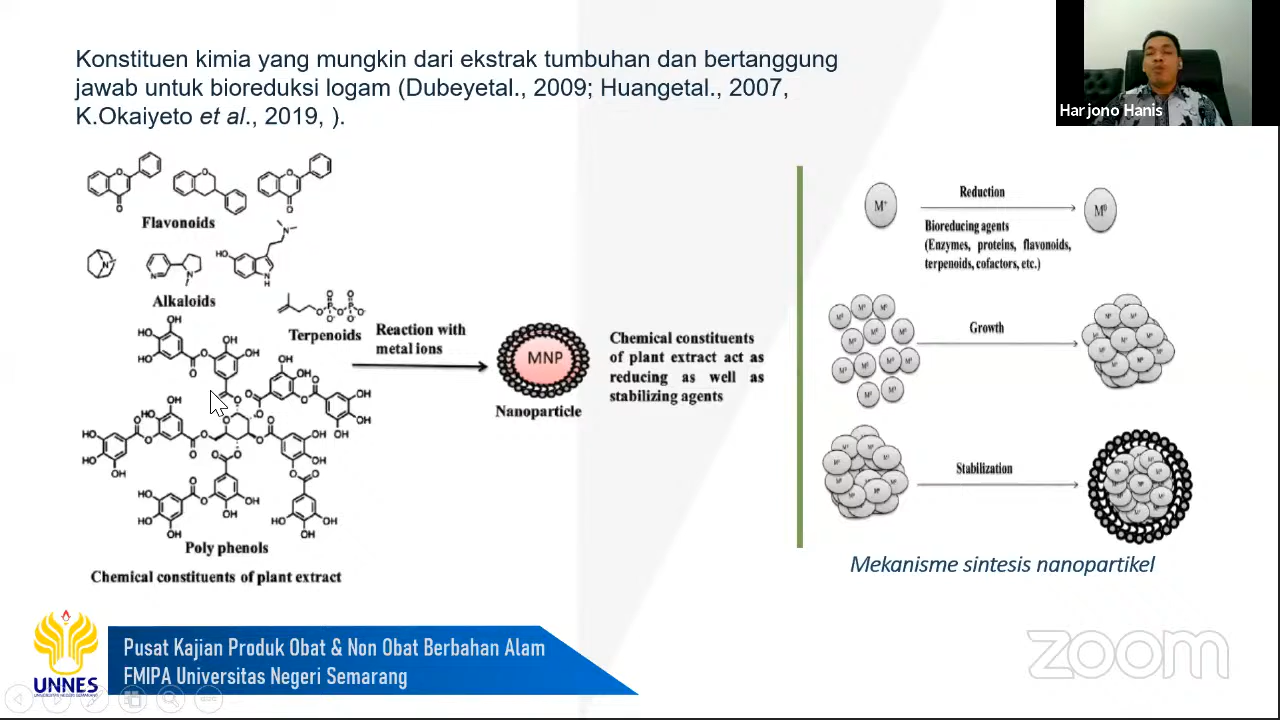 Konstituen kimia yang mungkin dari ekstrak tumbuhan dan bertanggung
jawab untuk bioreduksi logam (Dubeyetal., 2009; Huangetal., 2007,
K.Okaiyeto et al., 2019, ).
Harjono Hanis
Flavonoids
Alkaloids
Terpenoids
Poly phenols
Chemical constituents of plant extract
Reaction with
metal ions
MNP
Nanoparticle
Chemical constituents
of plant extract act as
reducing as well as
stabilizing agents
M⁺
Reduction
M⁰
Bioreducing agents
(Enzymes, proteins, flavonoids,
terpenoids, cofactors, etc.)
Growth
Stabilization
Mekanisme sintesis nanopartikel
UNNES
Pusat Kajian Produk Obat & Non Obat Berbahan Alam
FMIPA Universitas Negeri Semarang
zoom